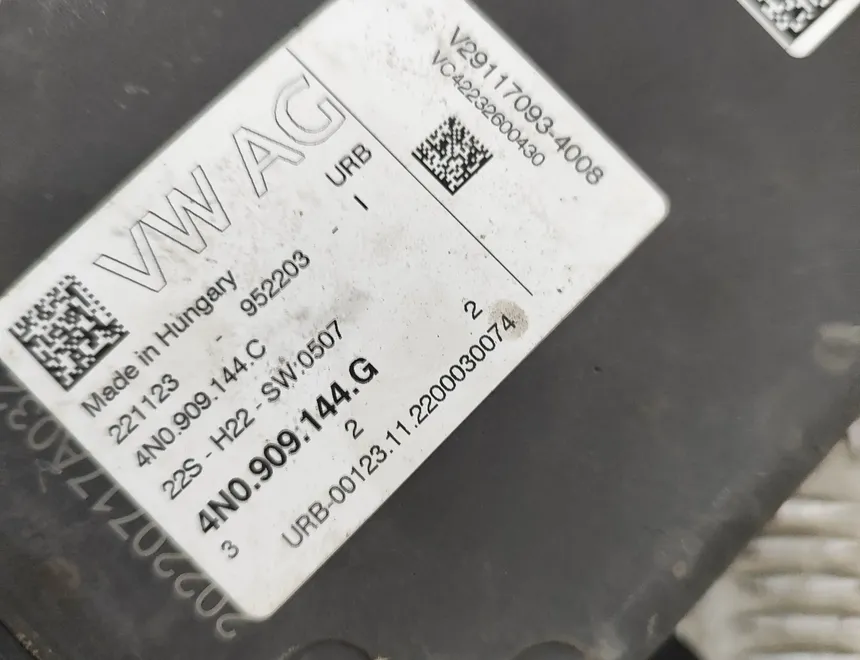 V29117093-4008
VC42232600430
VW AG
Made in Hungary URB
221123 - 952203 - I
4N0.909.144.C
22S - H22 - SW:0507
4N0.909.144.G 2
3 2
URB-00123.11.2200030074